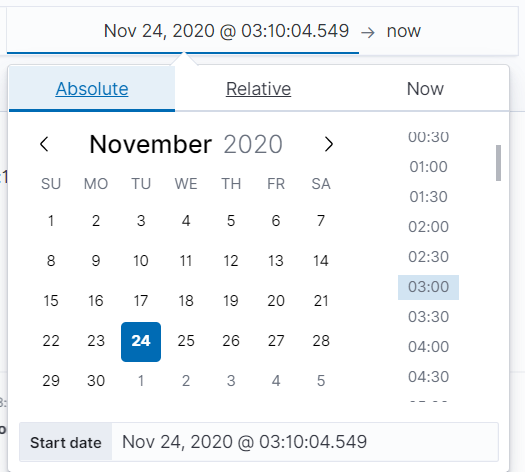 Nov 24, 2020 @ 03:10:04.549 → now
Absolute Relative Now
November 2020
SU MO TU WE TH FR SA
1 2 3 4 5 6 7
8 9 10 11 12 13 14
15 16 17 18 19 20 21
22 23 24 25 26 27 28
29 30 1 2 3 4 5
00:30
01:00
01:30
02:00
02:30
03:00
03:30
04:00
04:30
Start date Nov 24, 2020 @ 03:10:04.549